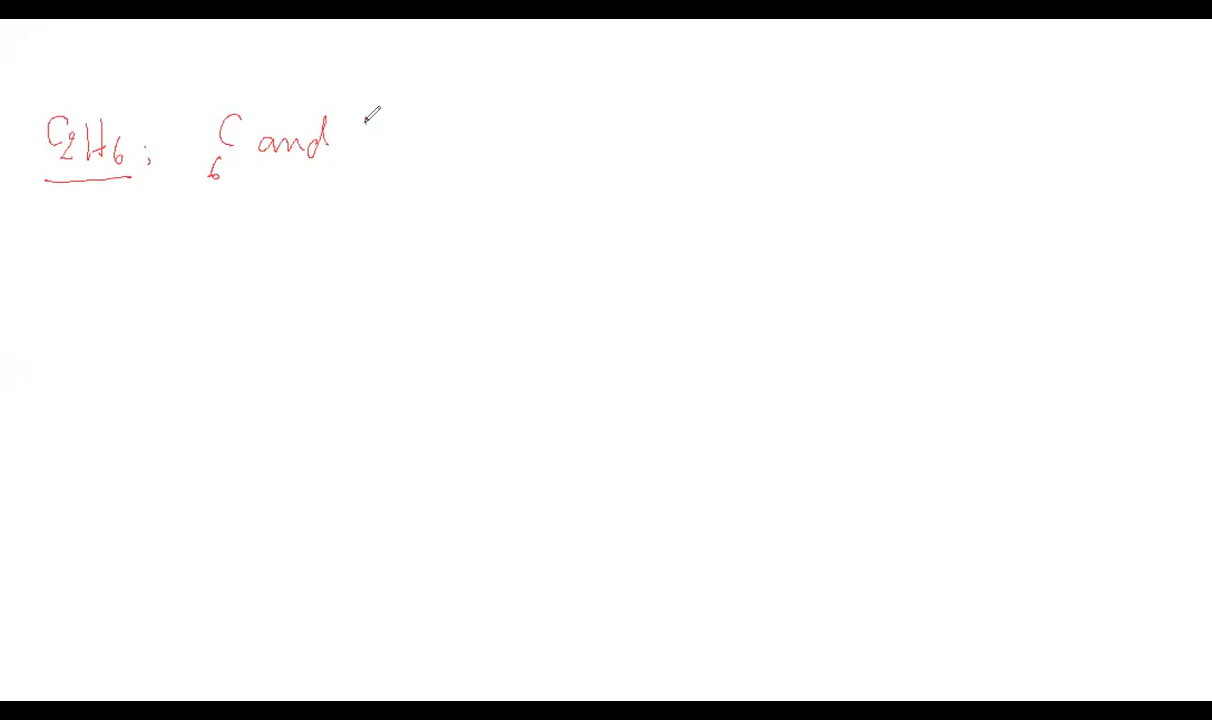 C₂H₆ : ₆C and